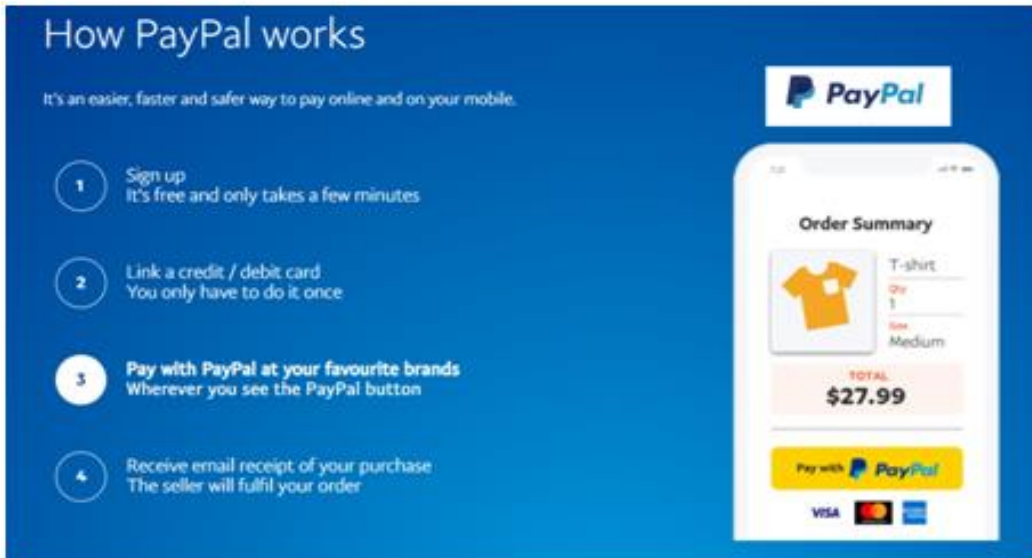 How PayPal works
It's an easier, faster and safer way to pay online and on your mobile.
PayPal
1
Sign up
It's free and only takes a few minutes
2
Link a credit / debit card
You only have to do it once
3
Pay with PayPal at your favourite brands
Wherever you see the PayPal button
4
Receive email receipt of your purchase
The seller will fulfil your order
Order Summary
T-shirt
Qty
1
Size
Medium
TOTAL
$27.99
Pay with PayPal
VISA